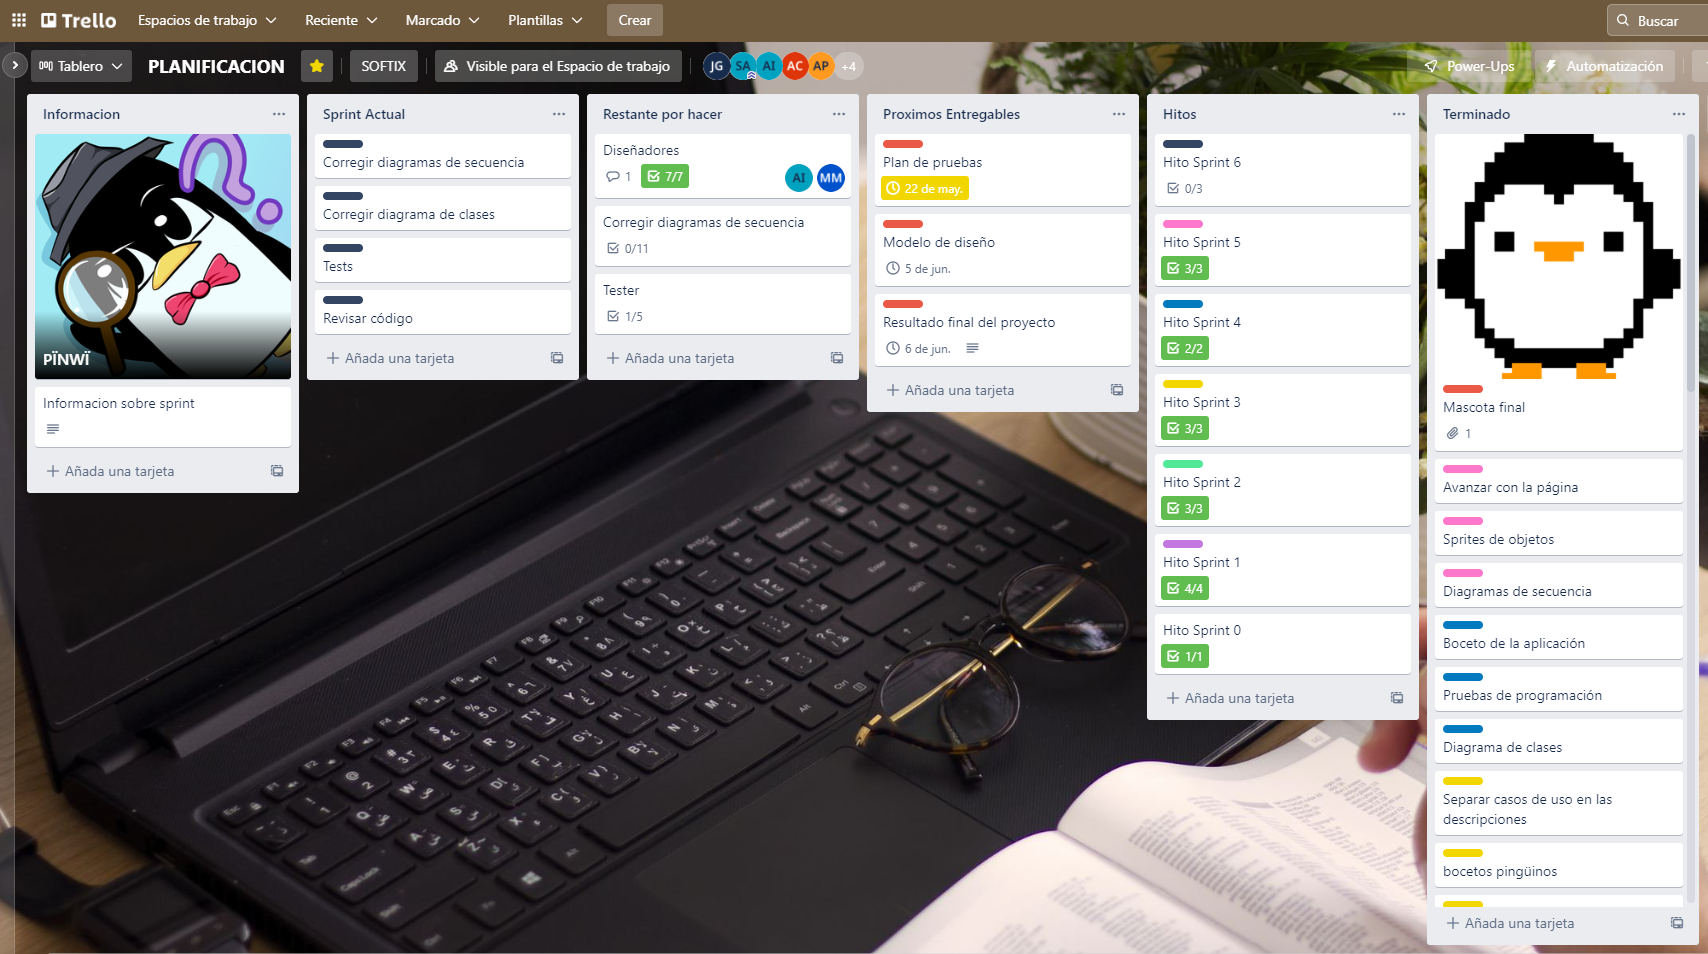 Trello
Espacios de trabajo
Reciente
Marcado
Plantillas
Crear
Buscar
Tablero
PLANIFICACION
SOFTIX
Visible para el Espacio de trabajo
JG
SA
AI
AC
AP
+4
Power-Ups
Automatización
Informacion
PÏNWÏ
Informacion sobre sprint
Añada una tarjeta
Sprint Actual
Corregir diagramas de secuencia
Corregir diagrama de clases
Tests
Revisar código
Añada una tarjeta
Restante por hacer
Diseñadores
1
7/7
AI
MM
Corregir diagramas de secuencia
0/11
Tester
1/5
Añada una tarjeta
Proximos Entregables
Plan de pruebas
22 de may.
Modelo de diseño
5 de jun.
Resultado final del proyecto
6 de jun.
Añada una tarjeta
Hitos
Hito Sprint 6
0/3
Hito Sprint 5
3/3
Hito Sprint 4
2/2
Hito Sprint 3
3/3
Hito Sprint 2
3/3
Hito Sprint 1
4/4
Hito Sprint 0
1/1
Añada una tarjeta
Terminado
Mascota final
1
Avanzar con la página
Sprites de objetos
Diagramas de secuencia
Boceto de la aplicación
Pruebas de programación
Diagrama de clases
Separar casos de uso en las
descripciones
bocetos pingüinos
Añada una tarjeta